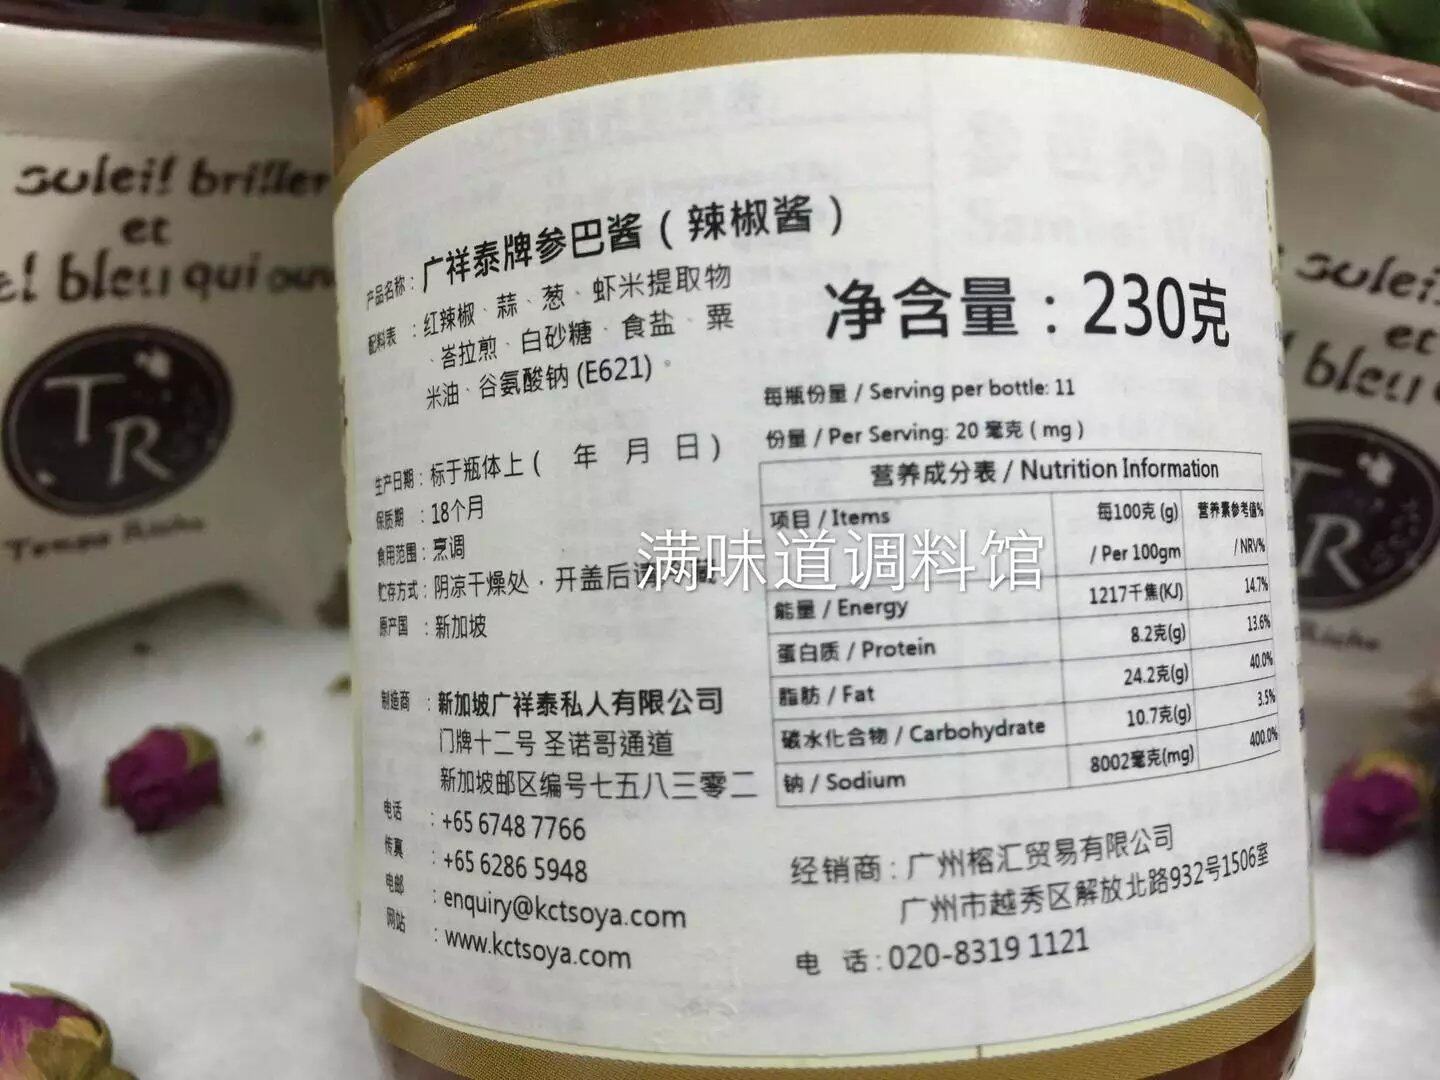 soleil briller
et
bleu qui
T
R
产品名称：广祥泰牌参巴酱（辣椒酱）
配料表：红辣椒、蒜、葱、虾米提取物
、峇拉煎、白砂糖、食盐、粟
米油、谷氨酸钠(E621)。
生产日期：标于瓶体上( 年 月 日)
保质期：18个月
食用范围：烹调
贮存方式：阴凉干燥处，开盖后
原产国：新加坡
制造商：新加坡广祥泰私人有限公司
门牌十二号 圣诺哥通道
新加坡邮区编号七五八三零二
电话：+65 6748 7766
传真：+65 6286 5948
电邮：enquiry@kctsoya.com
网站：www.kctsoya.com
净含量：230克
每瓶份量 / Serving per bottle: 11
份量 / Per Serving: 20 毫克 ( mg )
营养成分表 / Nutrition Information
项目 / Items 每100克 (g) / Per 100gm 营养素参考值% / NRV%
能量 / Energy 1217千焦(KJ) 14.7%
蛋白质 / Protein 8.2克(g) 13.6%
脂肪 / Fat 24.2克(g) 40.0%
碳水化合物 / Carbohydrate 10.7克(g) 3.5%
钠 / Sodium 8002毫克(mg) 400.0%
经销商：广州榕汇贸易有限公司
广州市越秀区解放北路932号1506室
电 话：020-8319 1121
满味道调料馆
soleil
et
bleu
R